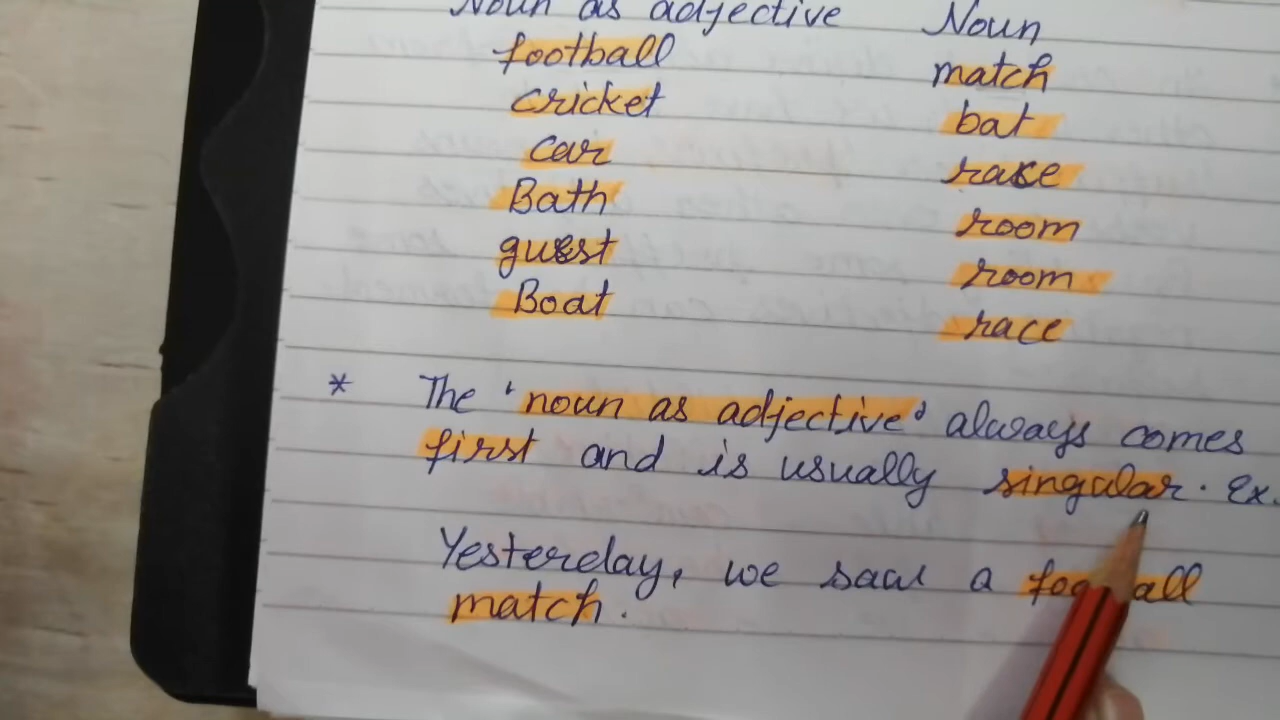 Noun as adjective Noun
football match
cricket bat
car race
Bath room
guest room
Boat race
* The 'noun as adjective' always comes
first and is usually singular. Ex.
Yesterday, we saw a football
match.